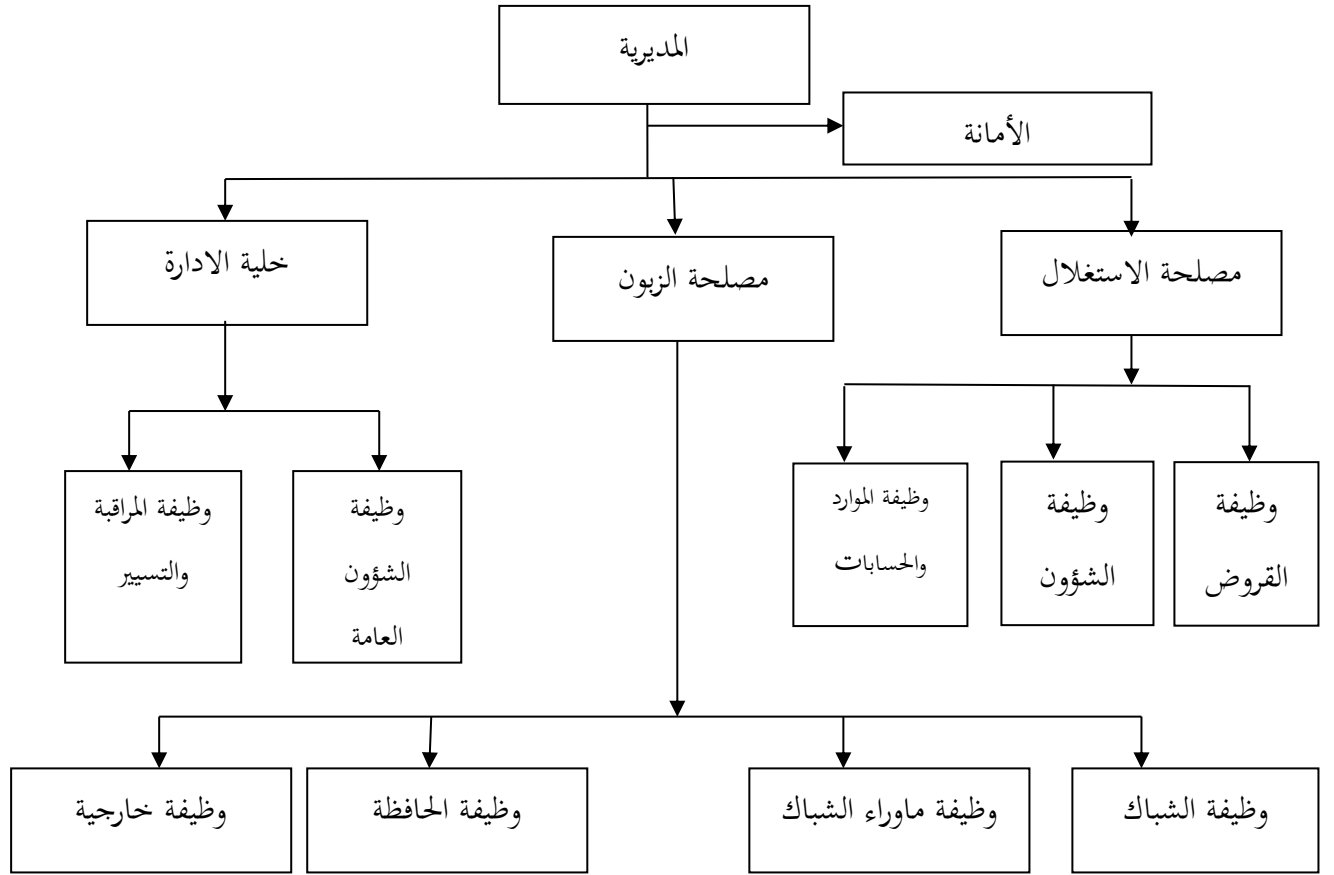 المديرية
الأمانة
مصلحة الاستغلال
مصلحة الزبون
خلية الادارة
وظيفة
القروض
وظيفة
الشؤون
وظيفة الموارد
والحسابات
وظيفة
الشؤون
العامة
وظيفة المراقبة
والتسيير
وظيفة الشباك
وظيفة ماوراء الشباك
وظيفة الحافظة
وظيفة خارجية